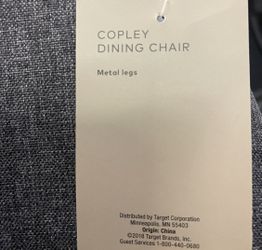 COPLEY
DINING CHAIR
Metal legs
Distributed by Target Corporation
Minneapolis, MN 55403
Origin: China
©2018 Target Brands, Inc.
Guest Services 1-800-440-0680